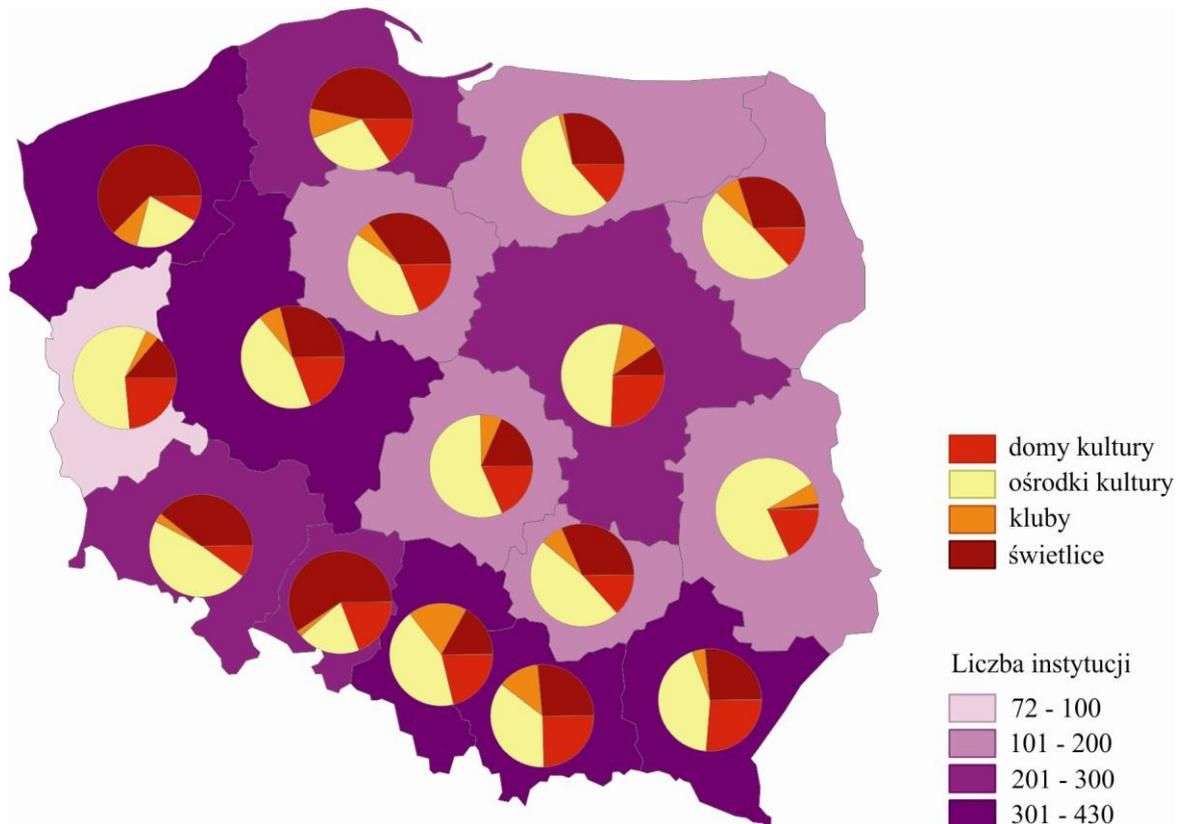 domy kultury
ośrodki kultury
kluby
świetlice
Liczba instytucji
72 - 100
101 - 200
201 - 300
301 - 430